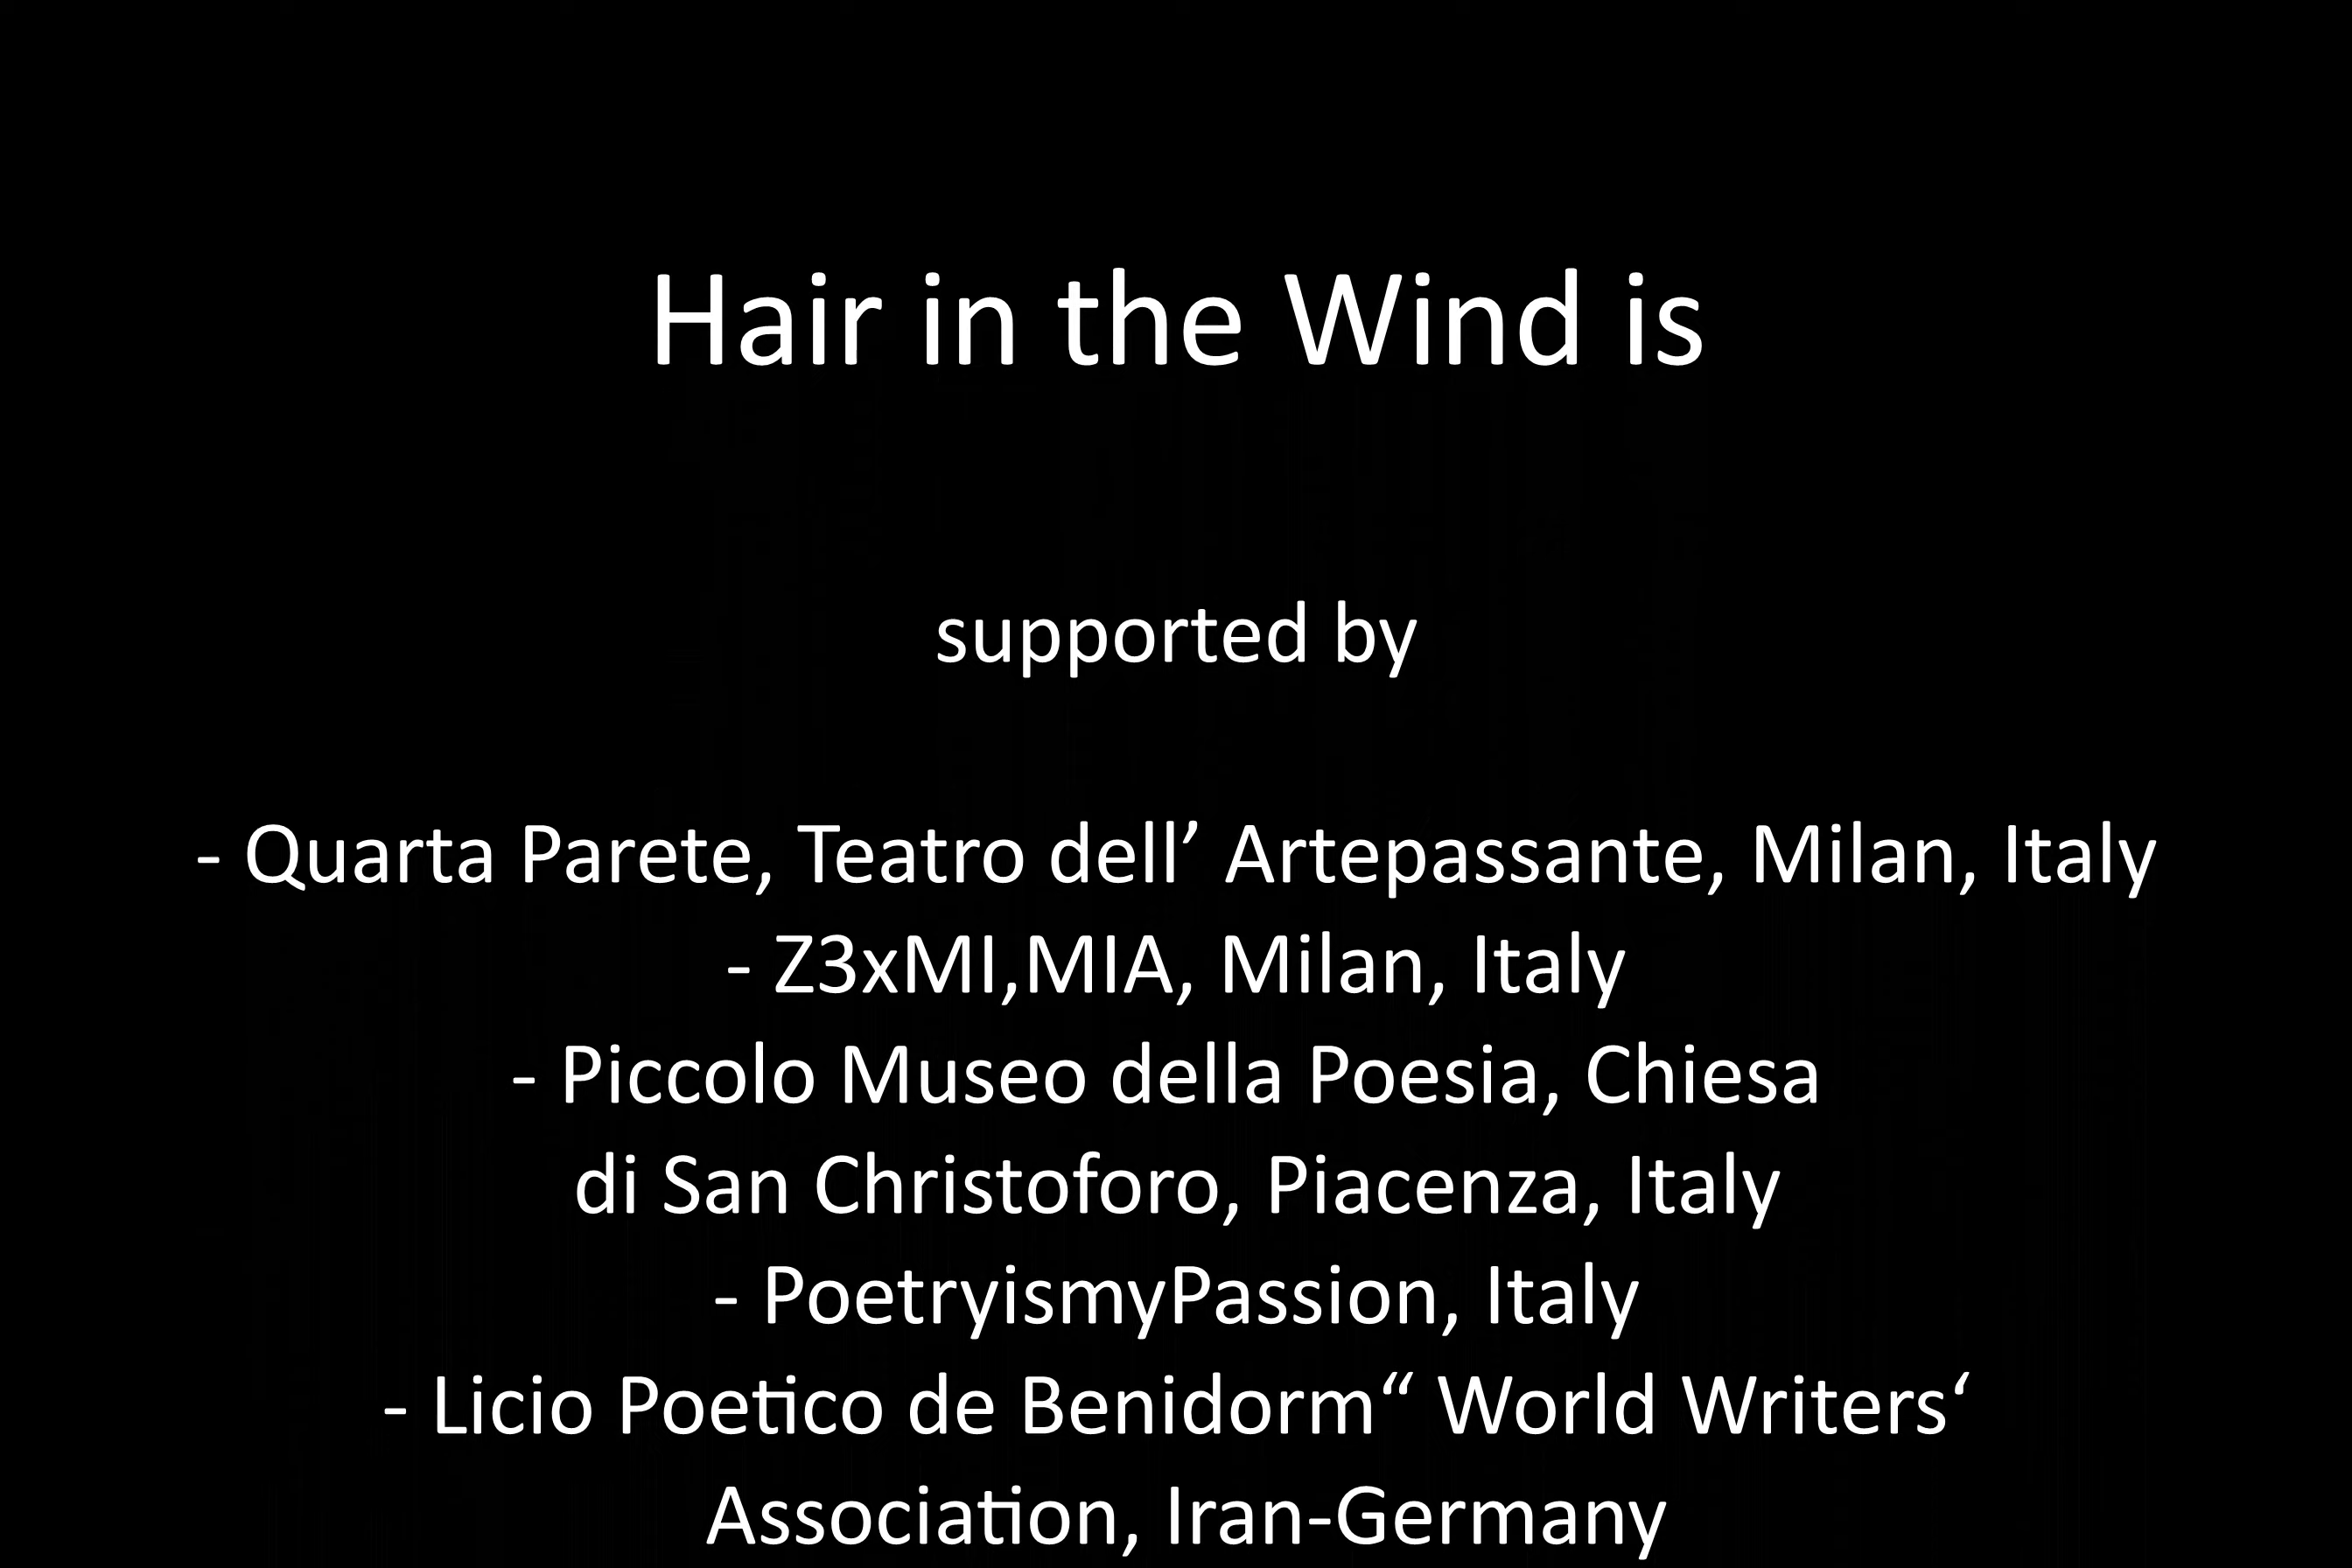 Hair in the Wind is
supported by
- Quarta Parete, Teatro dell’ Artepassante, Milan, Italy
- Z3xMI,MIA, Milan, Italy
- Piccolo Museo della Poesia, Chiesa
di San Christoforo, Piacenza, Italy
- PoetryismyPassion, Italy
- Licio Poetico de Benidorm“ World Writers‘
Association, Iran-Germany